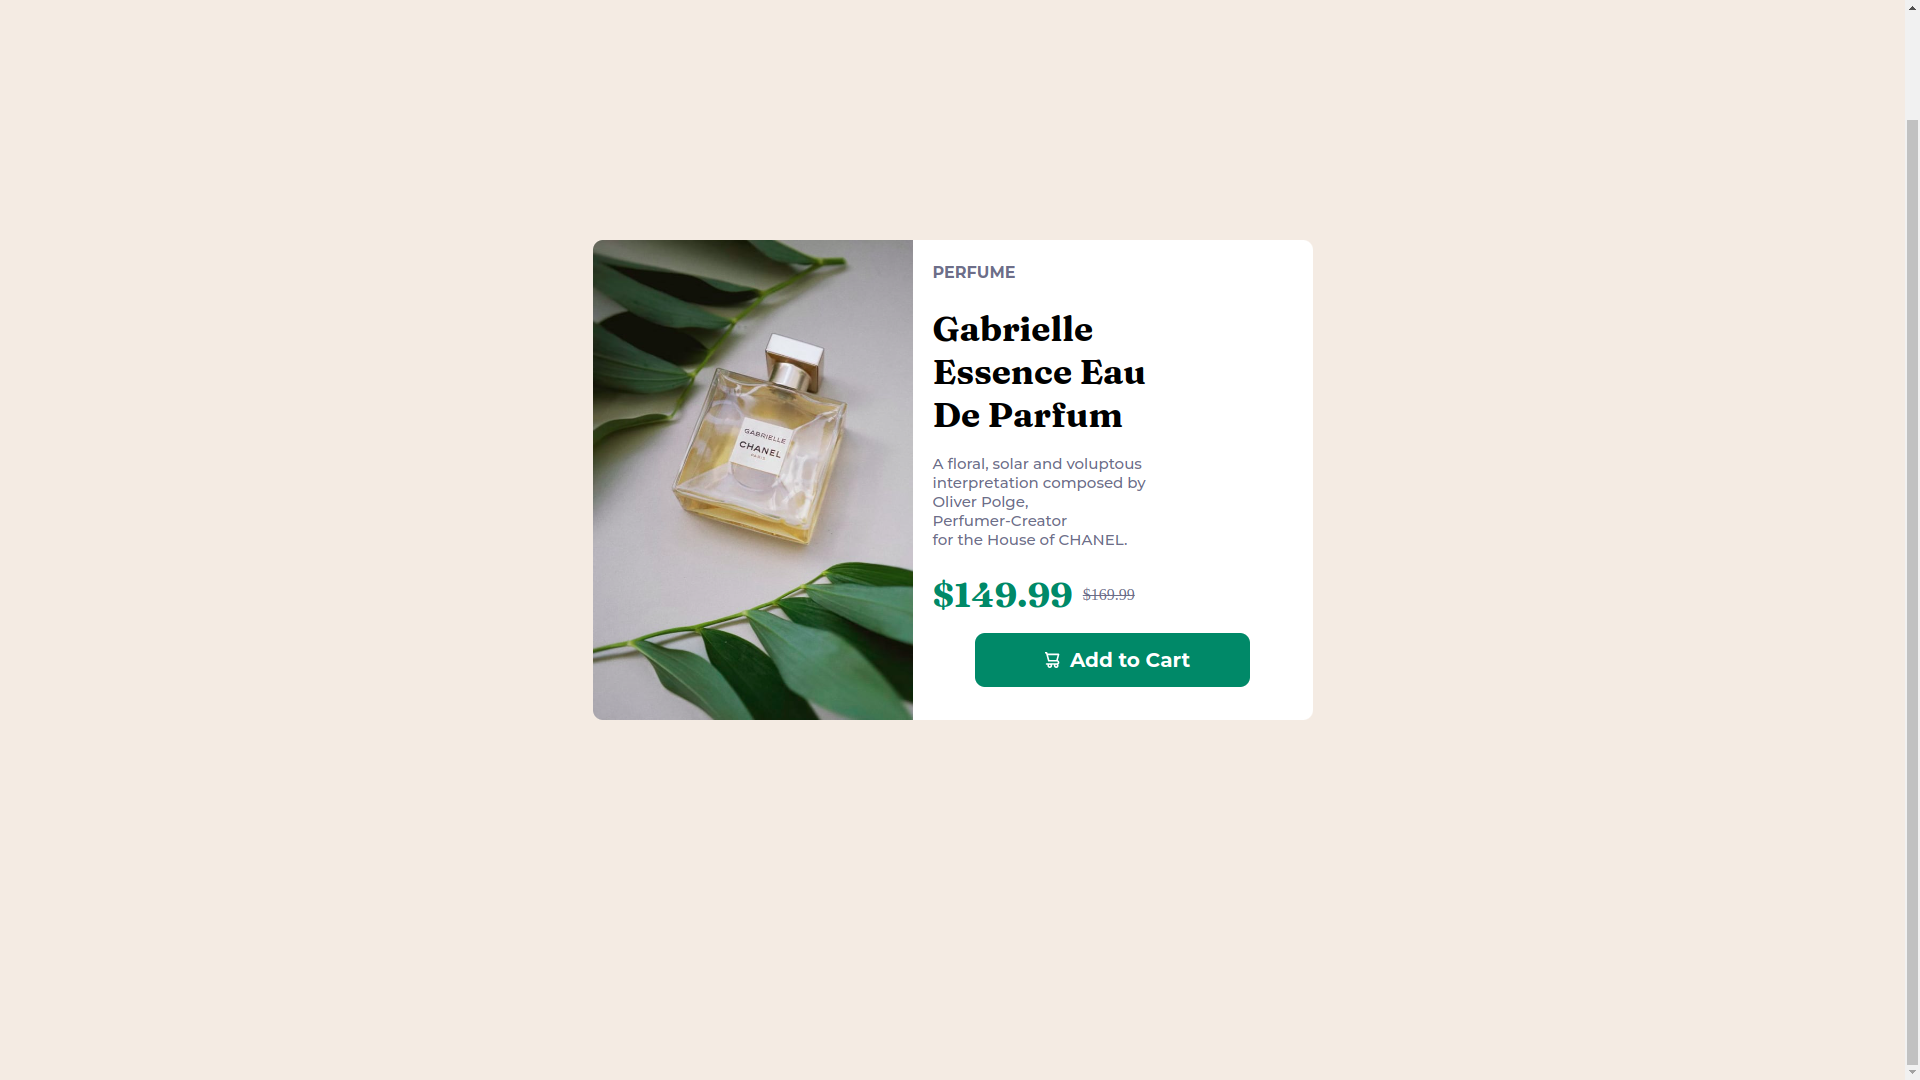 PERFUME
Gabrielle
Essence Eau
De Parfum
A floral, solar and voluptous
interpretation composed by
Oliver Polge,
Perfumer-Creator
for the House of CHANEL.
$149.99 $169.99
Add to Cart
GABRIELLE
CHANEL
PARIS